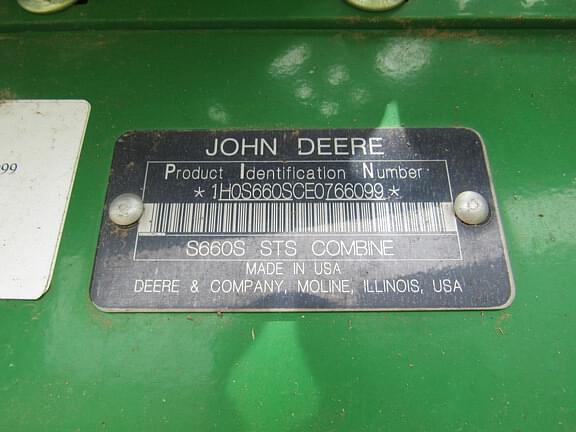 JOHN DEERE
Product Identification Number
*1H0S660SCE0766099*
S660S STS COMBINE
MADE IN USA
DEERE & COMPANY, MOLINE, ILLINOIS, USA